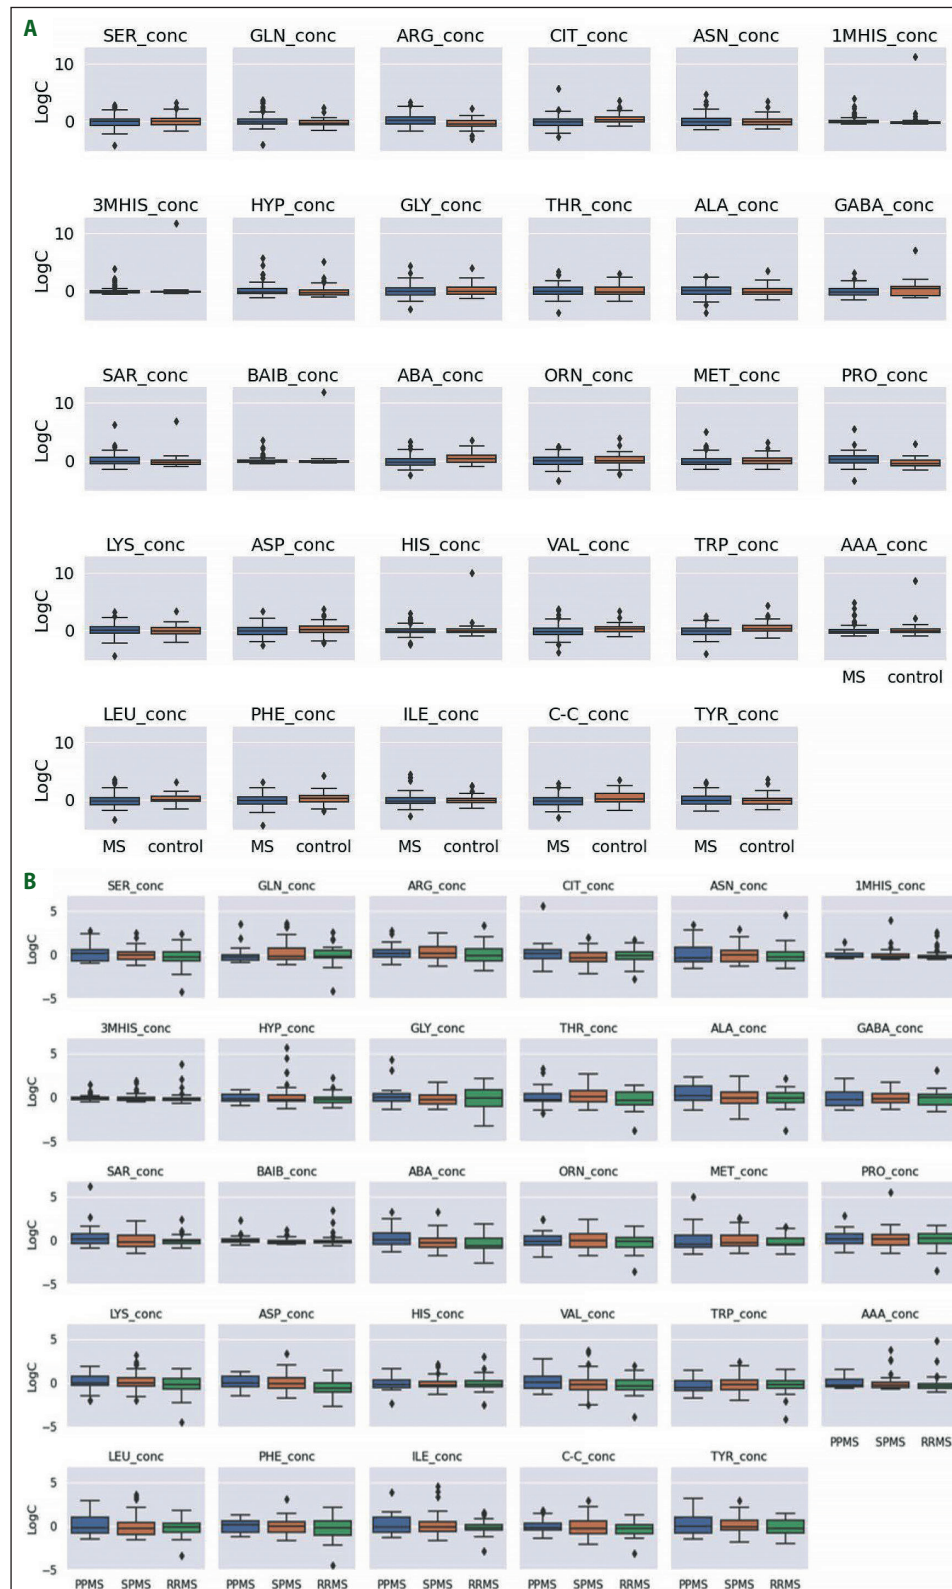 A
SER_conc GLN_conc ARG_conc CIT_conc ASN_conc 1MHIS_conc
10
LogC
0
3MHIS_conc HYP_conc GLY_conc THR_conc ALA_conc GABA_conc
10
LogC
0
SAR_conc BAIB_conc ABA_conc ORN_conc MET_conc PRO_conc
10
LogC
0
LYS_conc ASP_conc HIS_conc VAL_conc TRP_conc AAA_conc
10
LogC
0
MS control
LEU_conc PHE_conc ILE_conc C-C_conc TYR_conc
10
LogC
0
MS control MS control MS control MS control MS control
B
SER_conc GLN_conc ARG_conc CIT_conc ASN_conc 1MHIS_conc
5
LogC
0
−5
3MHIS_conc HYP_conc GLY_conc THR_conc ALA_conc GABA_conc
5
LogC
0
−5
SAR_conc BAIB_conc ABA_conc ORN_conc MET_conc PRO_conc
5
LogC
0
−5
LYS_conc ASP_conc HIS_conc VAL_conc TRP_conc AAA_conc
5
LogC
0
−5
PPMS SPMS RRMS
LEU_conc PHE_conc ILE_conc C-C_conc TYR_conc
5
LogC
0
−5
PPMS SPMS RRMS PPMS SPMS RRMS PPMS SPMS RRMS PPMS SPMS RRMS PPMS SPMS RRMS